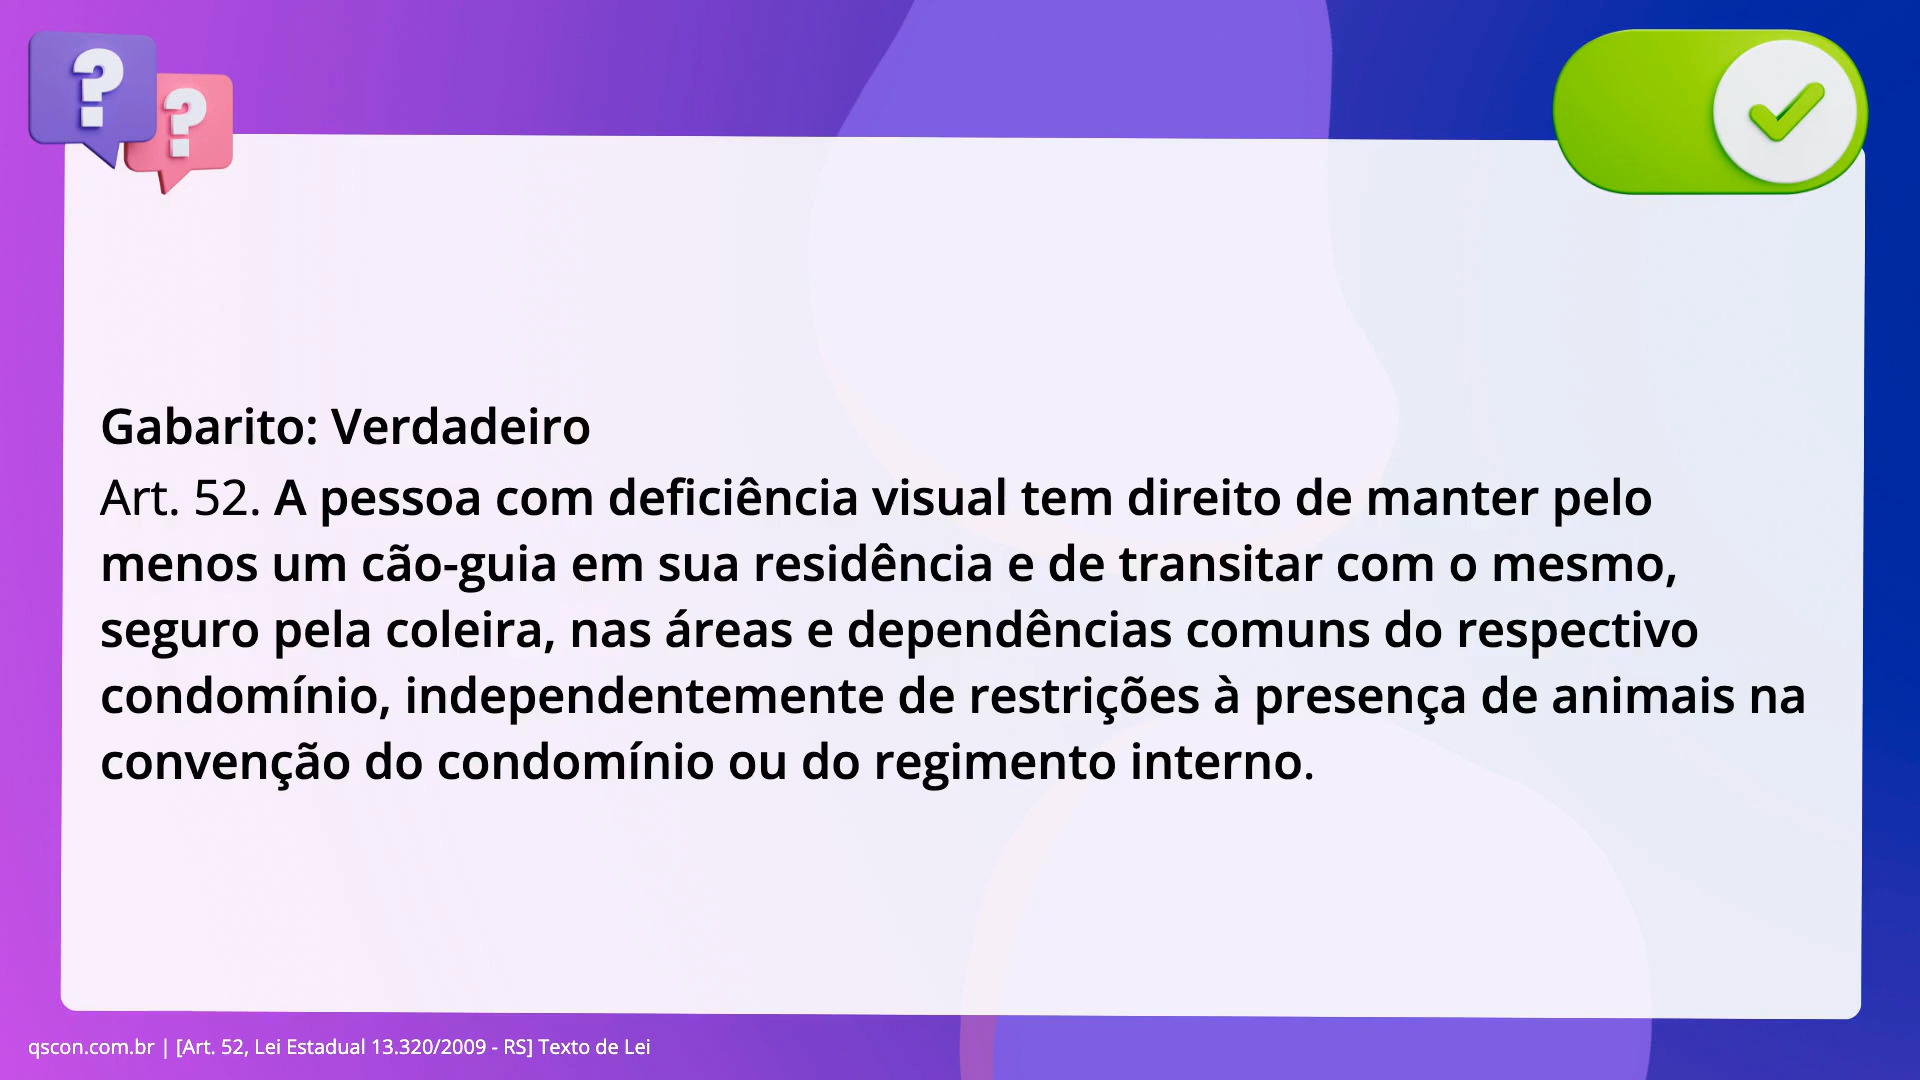 Gabarito: Verdadeiro
Art. 52. A pessoa com deficiência visual tem direito de manter pelo
menos um cão-guia em sua residência e de transitar com o mesmo,
seguro pela coleira, nas áreas e dependências comuns do respectivo
condomínio, independentemente de restrições à presença de animais na
convenção do condomínio ou do regimento interno.
qscon.com.br | [Art. 52, Lei Estadual 13.320/2009 - RS] Texto de Lei